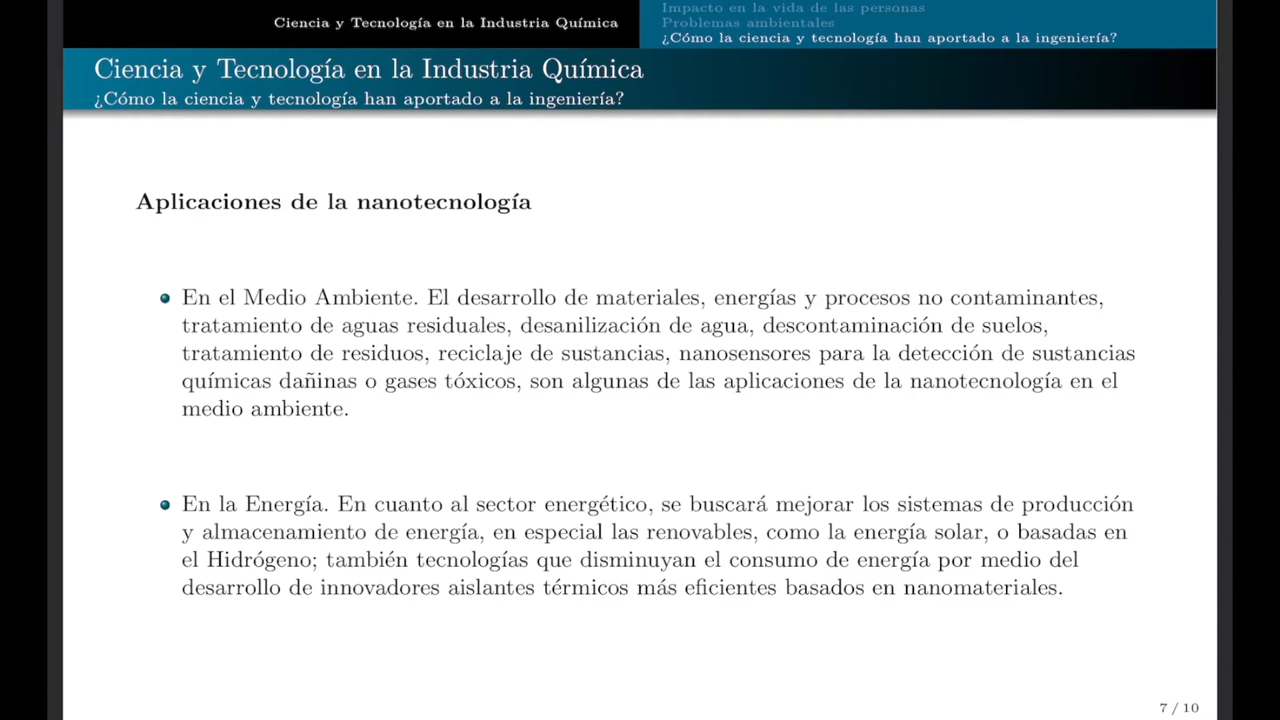 Ciencia y Tecnología en la Industria Química
Impacto en la vida de las personas
Problemas ambientales
¿Cómo la ciencia y tecnología han aportado a la ingeniería?
Ciencia y Tecnología en la Industria Química
¿Cómo la ciencia y tecnología han aportado a la ingeniería?
Aplicaciones de la nanotecnología
En el Medio Ambiente. El desarrollo de materiales, energías y procesos no contaminantes,
tratamiento de aguas residuales, desanilización de agua, descontaminación de suelos,
tratamiento de residuos, reciclaje de sustancias, nanosensores para la detección de sustancias
químicas dañinas o gases tóxicos, son algunas de las aplicaciones de la nanotecnología en el
medio ambiente.
En la Energía. En cuanto al sector energético, se buscará mejorar los sistemas de producción
y almacenamiento de energía, en especial las renovables, como la energía solar, o basadas en
el Hidrógeno; también tecnologías que disminuyan el consumo de energía por medio del
desarrollo de innovadores aislantes térmicos más eficientes basados en nanomateriales.
7 / 10